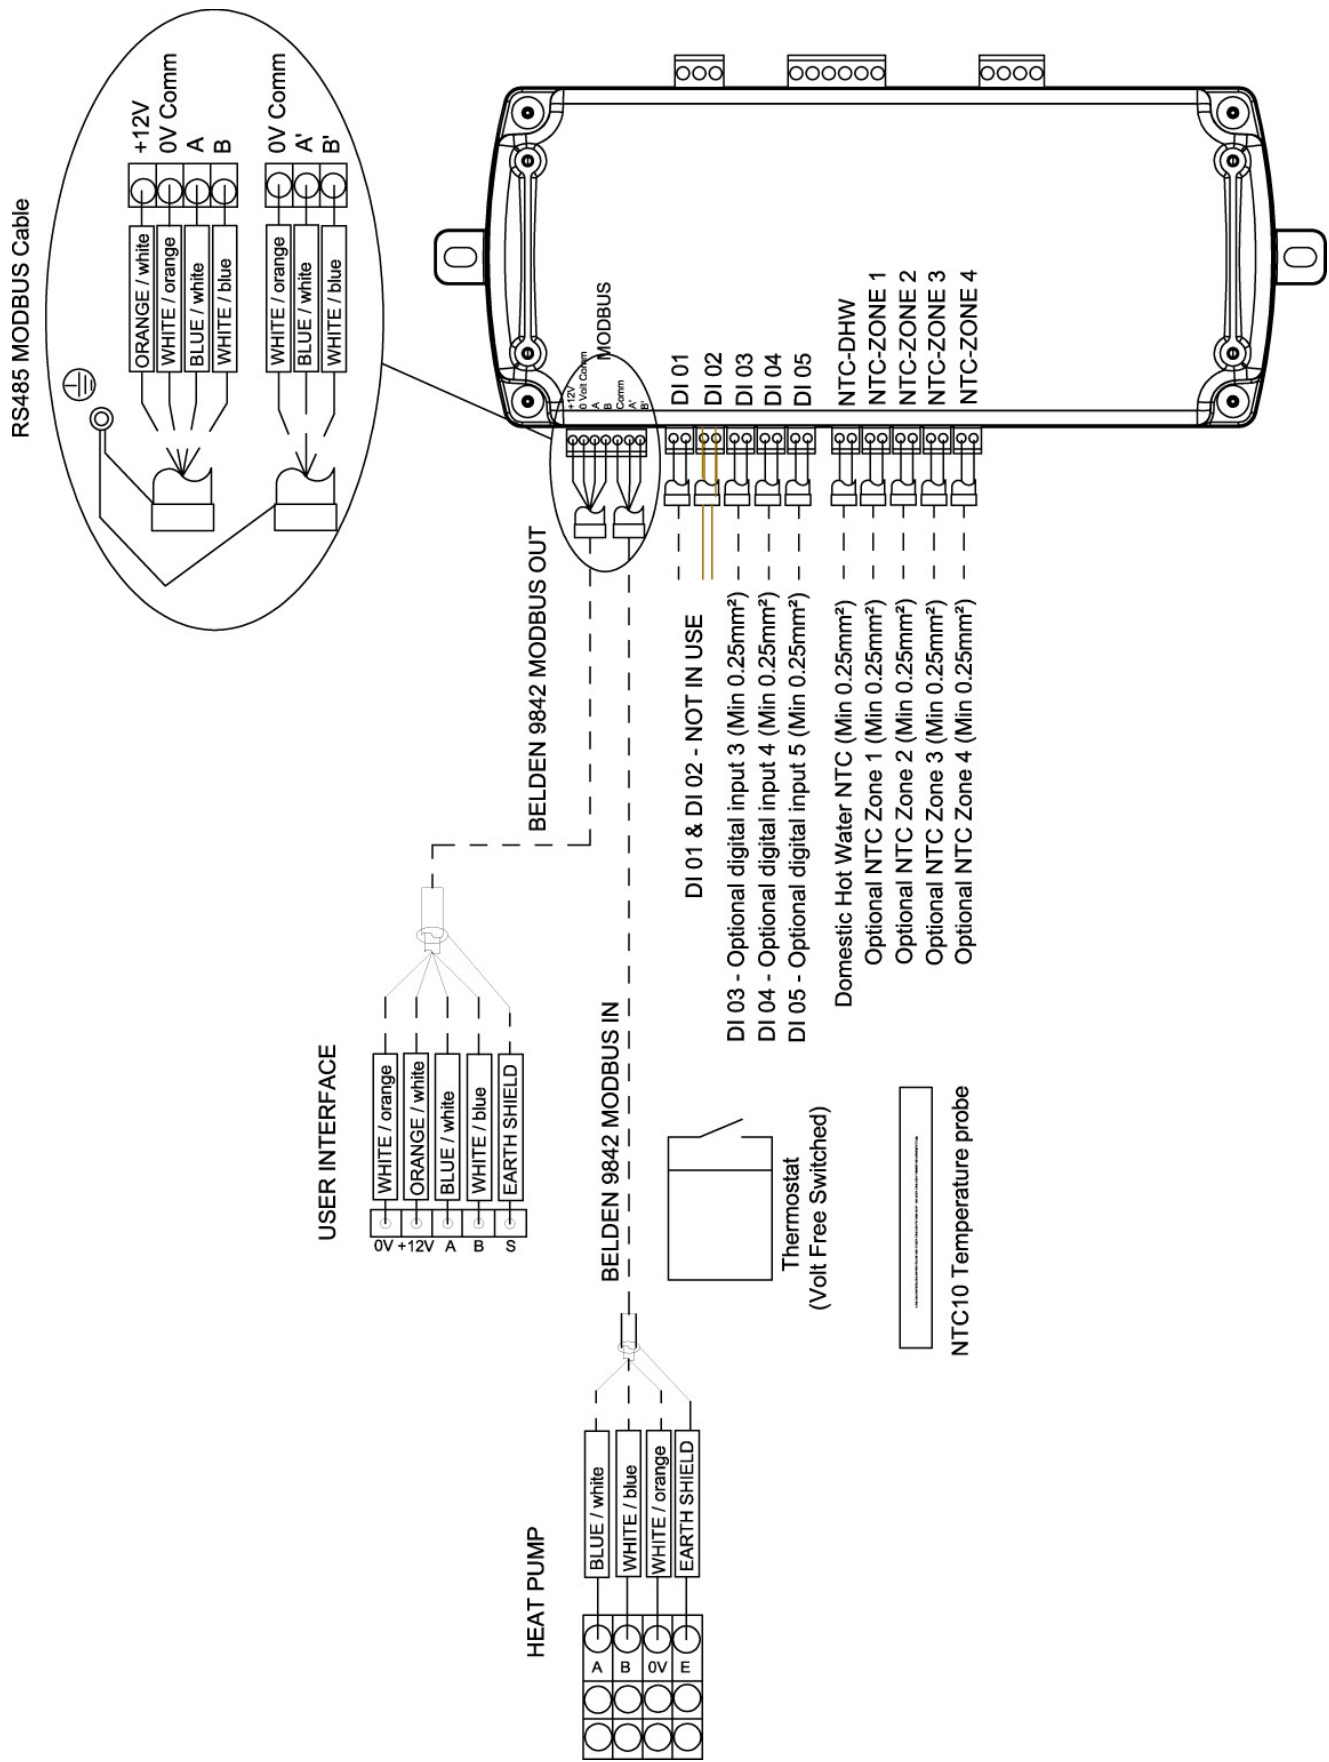 RS485 MODBUS Cable
+12V
0V Comm
A
B
0V Comm
A'
B'
ORANGE / white
WHITE / orange
BLUE / white
WHITE / blue
WHITE / orange
BLUE / white
WHITE / blue
+12V
0 Volt Comm
A
B
Comm
A'
B'
MODBUS
DI 01
DI 02
DI 03
DI 04
DI 05
NTC-DHW
NTC-ZONE 1
NTC-ZONE 2
NTC-ZONE 3
NTC-ZONE 4
BELDEN 9842 MODBUS OUT
DI 01 & DI 02 - NOT IN USE
DI 03 - Optional digital input 3 (Min 0.25mm²)
DI 04 - Optional digital input 4 (Min 0.25mm²)
DI 05 - Optional digital input 5 (Min 0.25mm²)
Domestic Hot Water NTC (Min 0.25mm²)
Optional NTC Zone 1 (Min 0.25mm²)
Optional NTC Zone 2 (Min 0.25mm²)
Optional NTC Zone 3 (Min 0.25mm²)
Optional NTC Zone 4 (Min 0.25mm²)
USER INTERFACE
WHITE / orange
ORANGE / white
BLUE / white
WHITE / blue
EARTH SHIELD
0V
+12V
A
B
S
BELDEN 9842 MODBUS IN
Thermostat
(Volt Free Switched)
NTC10 Temperature probe
HEAT PUMP
BLUE / white
WHITE / blue
WHITE / orange
EARTH SHIELD
A
B
0V
E